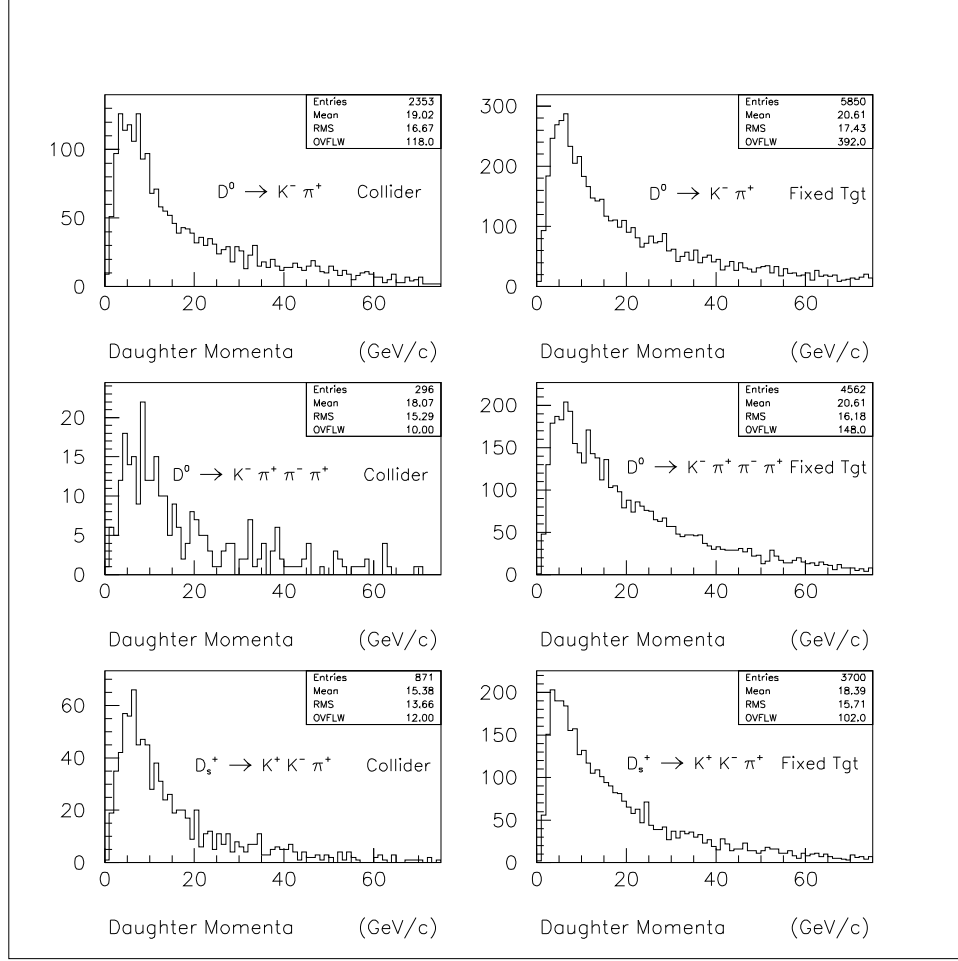 Entries 2353
Mean 19.02
RMS 16.67
OVFLW 118.0
100
50
0
D⁰ → K⁻ π⁺ Collider
0 20 40 60
Daughter Momenta (GeV/c)
Entries 5850
Mean 20.61
RMS 17.43
OVFLW 392.0
300
200
100
0
D⁰ → K⁻ π⁺ Fixed Tgt
0 20 40 60
Daughter Momenta (GeV/c)
Entries 296
Mean 18.07
RMS 15.29
OVFLW 10.00
20
15
10
5
0
D⁰ → K⁻ π⁺ π⁻ π⁺ Collider
0 20 40 60
Daughter Momenta (GeV/c)
Entries 4562
Mean 20.61
RMS 16.18
OVFLW 148.0
200
150
100
50
0
D⁰ → K⁻ π⁺ π⁻ π⁺ Fixed Tgt
0 20 40 60
Daughter Momenta (GeV/c)
Entries 871
Mean 15.38
RMS 13.66
OVFLW 12.00
60
40
20
0
Dₛ⁺ → K⁺ K⁻ π⁺ Collider
0 20 40 60
Daughter Momenta (GeV/c)
Entries 3700
Mean 18.39
RMS 15.71
OVFLW 102.0
200
150
100
50
0
Dₛ⁺ → K⁺ K⁻ π⁺ Fixed Tgt
0 20 40 60
Daughter Momenta (GeV/c)